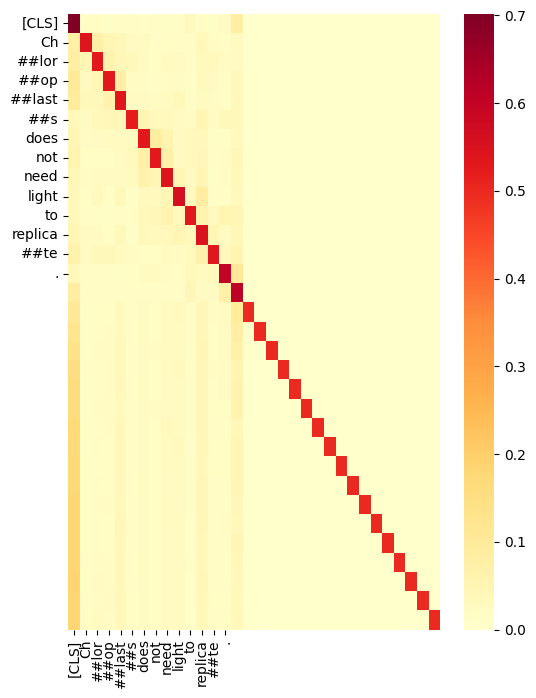 [CLS]
Ch
##lor
##op
##last
##s
does
not
need
light
to
replica
##te
.
[CLS]
Ch
##lor
##op
##last
##s
does
not
need
light
to
replica
##te
.
0.7
0.6
0.5
0.4
0.3
0.2
0.1
0.0